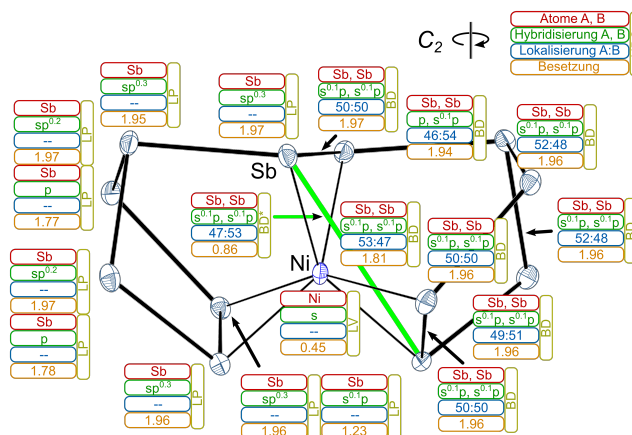 C2
Atome A, B
Hybridisierung A, B
Lokalisierung A:B
Besetzung
Sb
sp0.3
--
1.95
LP
Sb
sp0.3
--
1.97
LP
Sb, Sb
s0.1p, s0.1p
50:50
1.97
BD
Sb, Sb
p, s0.1p
46:54
1.94
BD
Sb, Sb
s0.1p, s0.1p
52:48
1.96
BD
Sb
sp0.2
--
1.97
LP
Sb
p
--
1.77
LP
Sb
Sb, Sb
s0.1p, s0.1p
47:53
0.86
BD*
Sb, Sb
s0.1p, s0.1p
53:47
1.81
BD
Sb, Sb
s0.1p, s0.1p
50:50
1.96
BD
Sb, Sb
s0.1p, s0.1p
52:48
1.96
BD
Sb
sp0.2
--
1.97
LP
Sb
p
--
1.78
LP
Ni
Ni
s
--
0.45
LV
Sb, Sb
s0.1p, s0.1p
49:51
1.96
BD
Sb
sp0.3
--
1.96
LP
Sb
sp0.3
--
1.96
LP
Sb
s0.1p
--
1.23
LP
Sb, Sb
s0.1p, s0.1p
50:50
1.96
BD